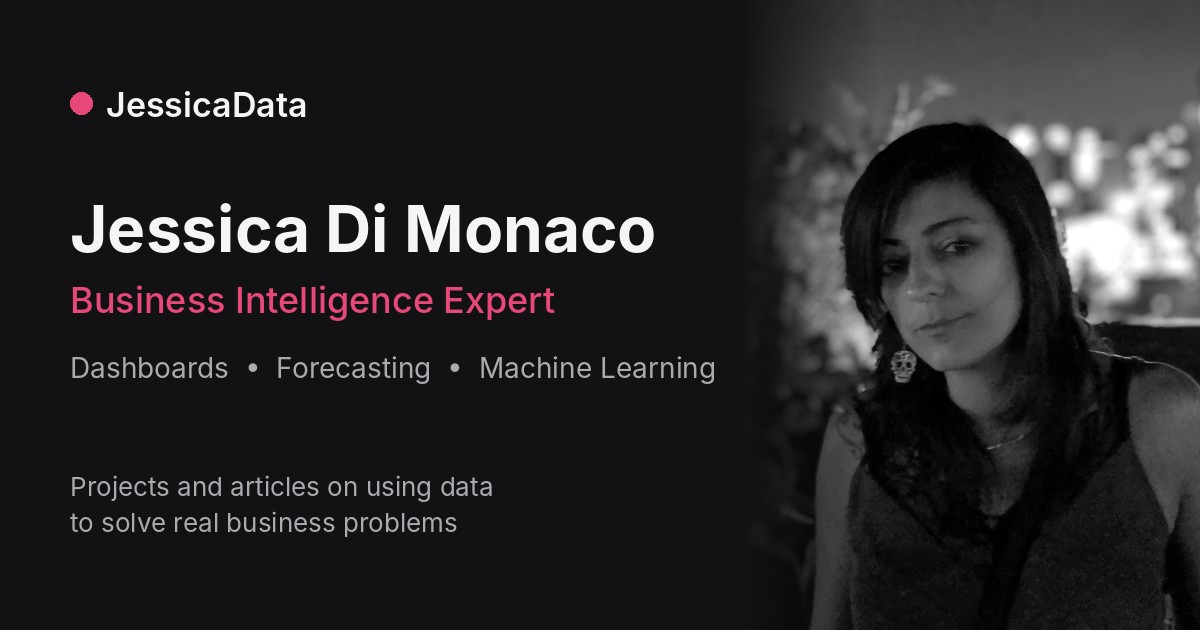 JessicaData
Jessica Di Monaco
Business Intelligence Expert
Dashboards • Forecasting • Machine Learning
Projects and articles on using data
to solve real business problems